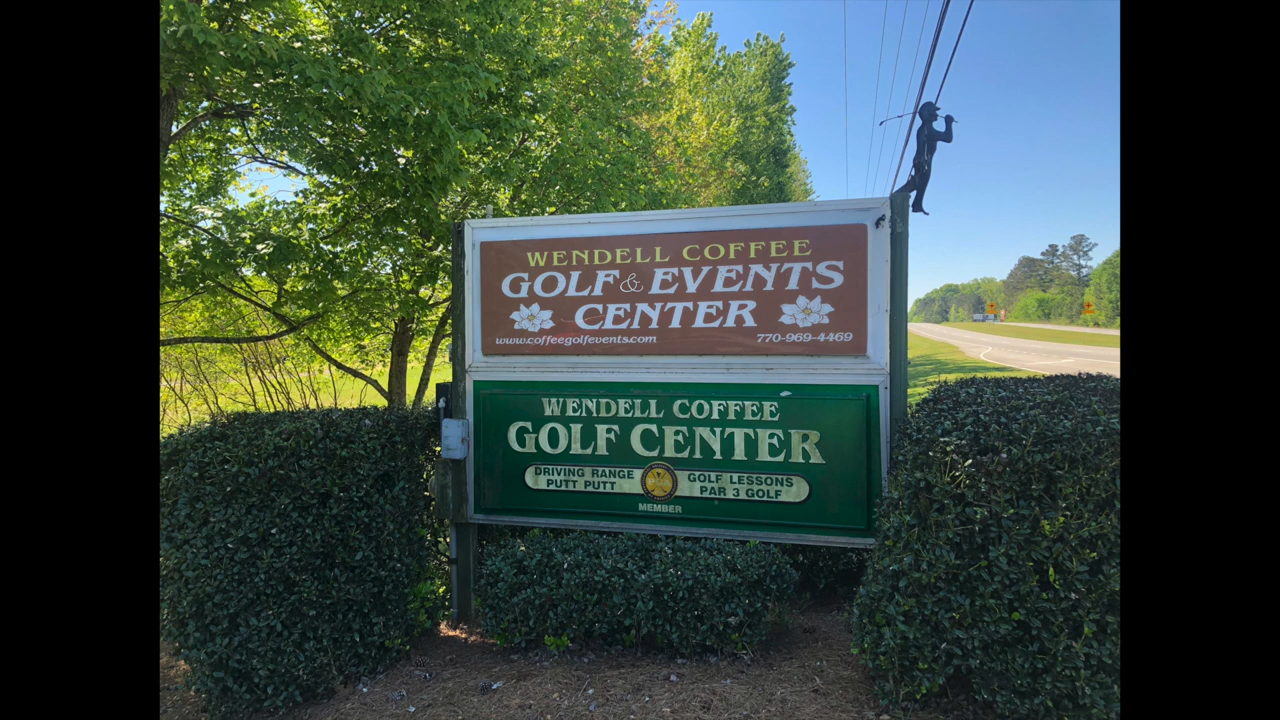 WENDELL COFFEE
GOLF & EVENTS
CENTER
www.coffeegolfevents.com 770-969-4469
WENDELL COFFEE
GOLF CENTER
DRIVING RANGE
PUTT PUTT
GOLF LESSONS
PAR 3 GOLF
MEMBER